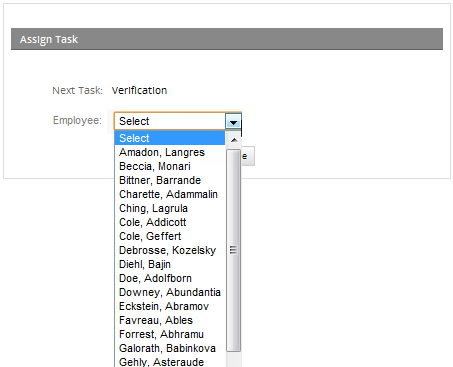 Assign Task
Next Task: Verification
Employee: Select
Select
Amadon, Langres
Beccia, Monari
Bittner, Barrande
Charette, Adammalin
Ching, Lagrula
Cole, Addicott
Cole, Geffert
Debrosse, Kozelsky
Diehl, Bajin
Doe, Adolfborn
Downey, Abundantia
Eckstein, Abramov
Favreau, Ables
Forrest, Abhramu
Galorath, Babinkova
Gehly, Asteraude